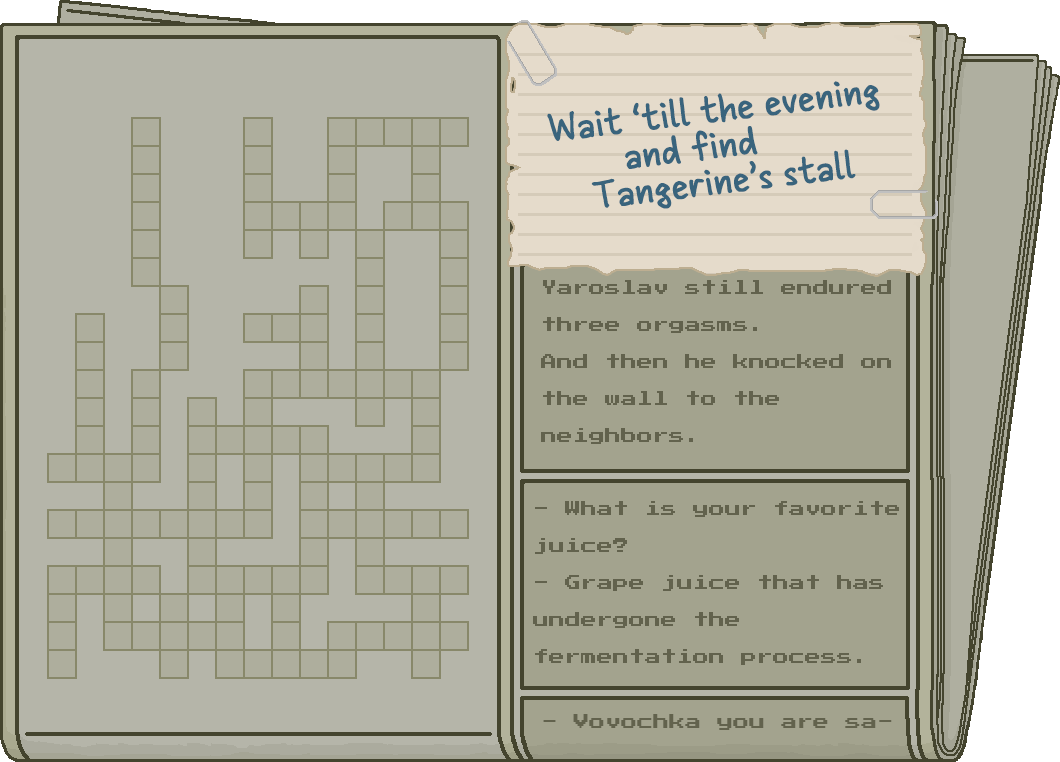 Wait ‘till the evening
and find
Tangerine’s stall
Yaroslav still endured
three orgasms.
And then he knocked on
the wall to the
neighbors.
- What is your favorite
juice?
- Grape juice that has
undergone the
fermentation process.
- Vovochka you are sa-